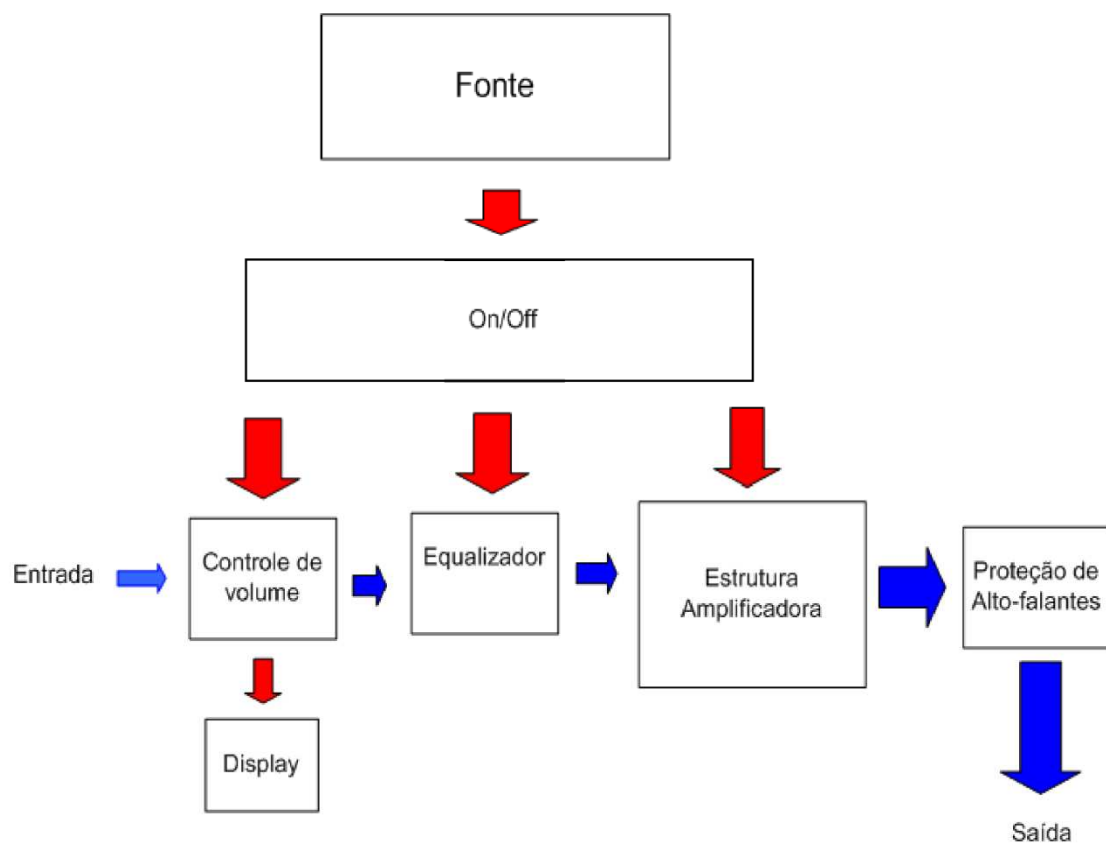 Fonte
On/Off
Entrada
Controle de
volume
Equalizador
Estrutura
Amplificadora
Proteção de
Alto-falantes
Display
Saída